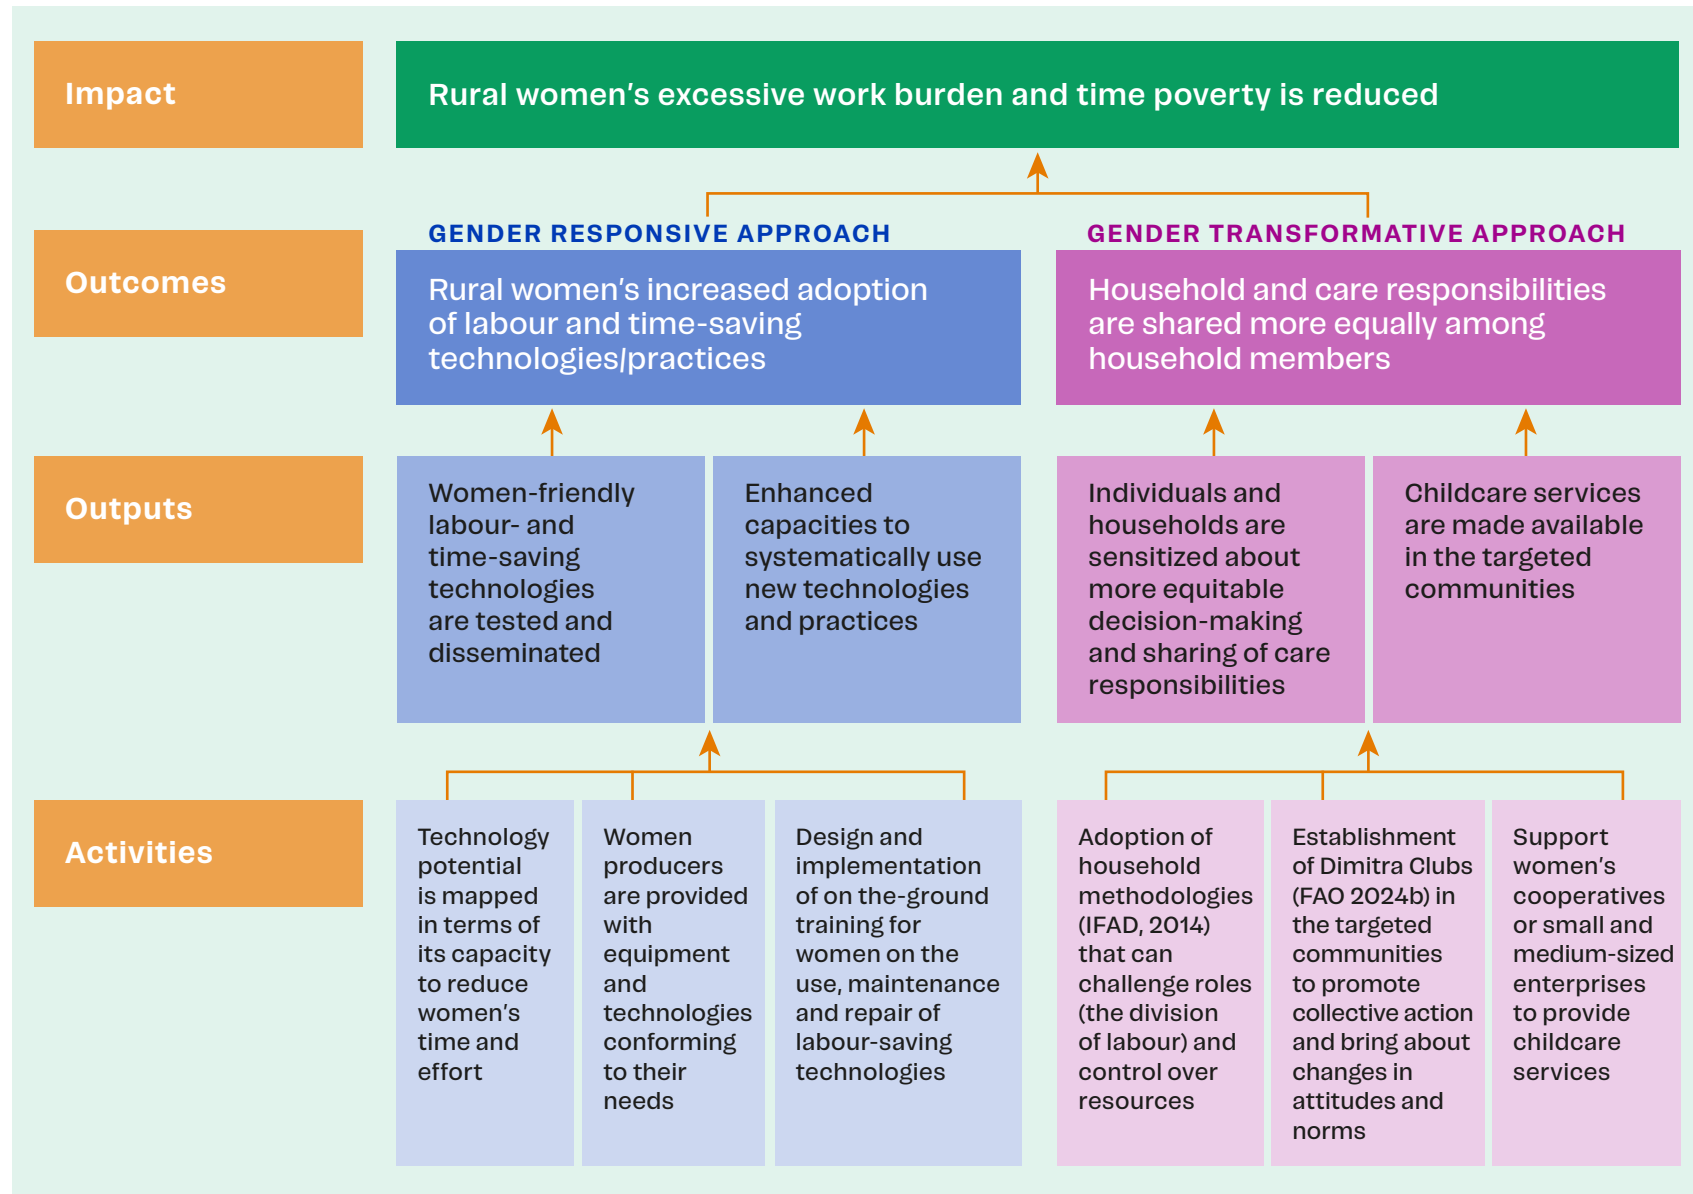 Impact
Rural women's excessive work burden and time poverty is reduced
Outcomes
GENDER RESPONSIVE APPROACH
Rural women's increased adoption
of labour and time-saving
technologies/practices
GENDER TRANSFORMATIVE APPROACH
Household and care responsibilities
are shared more equally among
household members
Outputs
Women-friendly
labour- and
time-saving
technologies
are tested and
disseminated
Enhanced
capacities to
systematically use
new technologies
and practices
Individuals and
households are
sensitized about
more equitable
decision-making
and sharing of care
responsibilities
Childcare services
are made available
in the targeted
communities
Activities
Technology
potential
is mapped
in terms of
its capacity
to reduce
women's
time and
effort
Women
producers
are provided
with
equipment
and
technologies
conforming
to their
needs
Design and
implementation
of on the-ground
training for
women on the
use, maintenance
and repair of
labour-saving
technologies
Adoption of
household
methodologies
(IFAD, 2014)
that can
challenge roles
(the division
of labour) and
control over
resources
Establishment
of Dimitra Clubs
(FAO 2024b) in
the targeted
communities
to promote
collective action
and bring about
changes in
attitudes and
norms
Support
women's
cooperatives
or small and
medium-sized
enterprises
to provide
childcare
services